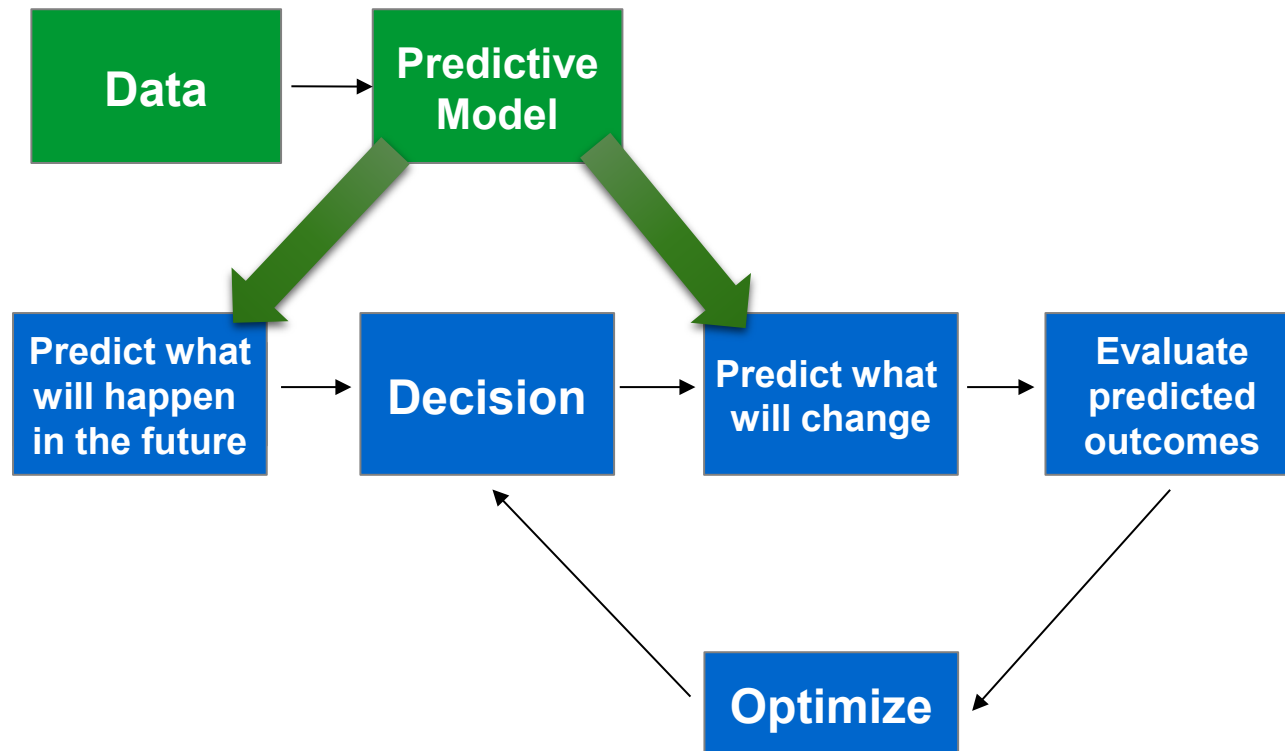 Data
Predictive
Model
Predict what
will happen
in the future
Decision
Predict what
will change
Evaluate
predicted
outcomes
Optimize